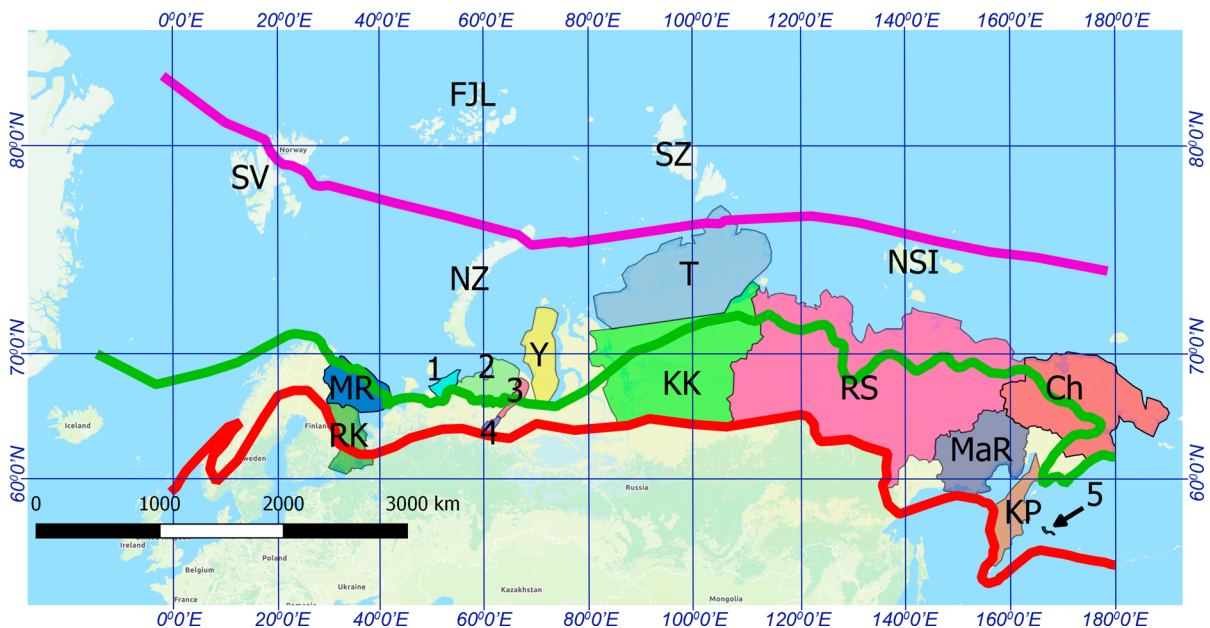 0°0'E 20°0'E 40°0'E 60°0'E 80°0'E 100°0'E 120°0'E 140°0'E 160°0'E 180°0'E
FJL
80°0'N
Norway
SZ
80°0'N
SV
NZ
T
NSI
70°0'N
1
2
Y
70°0'N
MR
3
KK
RS
Ch
Iceland
RK
Finland
4
MaR
Sweden
60°0'N
Russia
60°0'N
0 1000 2000 3000 km
KP
5
Ireland
Belgium
Poland
Ukraine
Kazakhstan
Mongolia
France
0°0'E 20°0'E 40°0'E 60°0'E 80°0'E 100°0'E 120°0'E 140°0'E 160°0'E 180°0'E